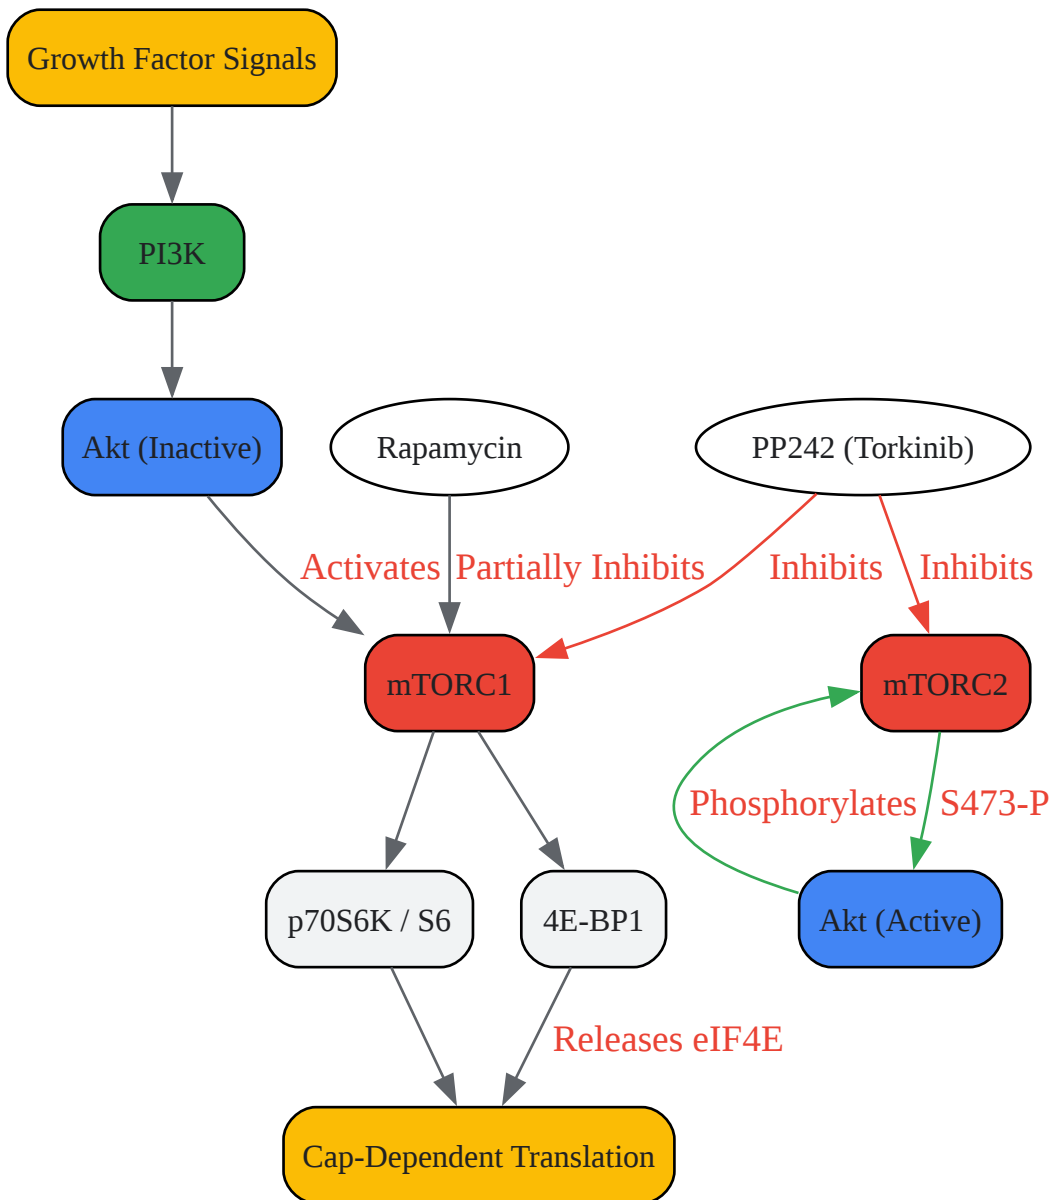 Growth Factor Signals
PI3K
Akt (Inactive)
Rapamycin
PP242 (Torkinib)
Activates
Partially Inhibits
Inhibits
Inhibits
mTORC1
mTORC2
Phosphorylates
S473-P
p70S6K / S6
4E-BP1
Akt (Active)
Releases eIF4E
Cap-Dependent Translation